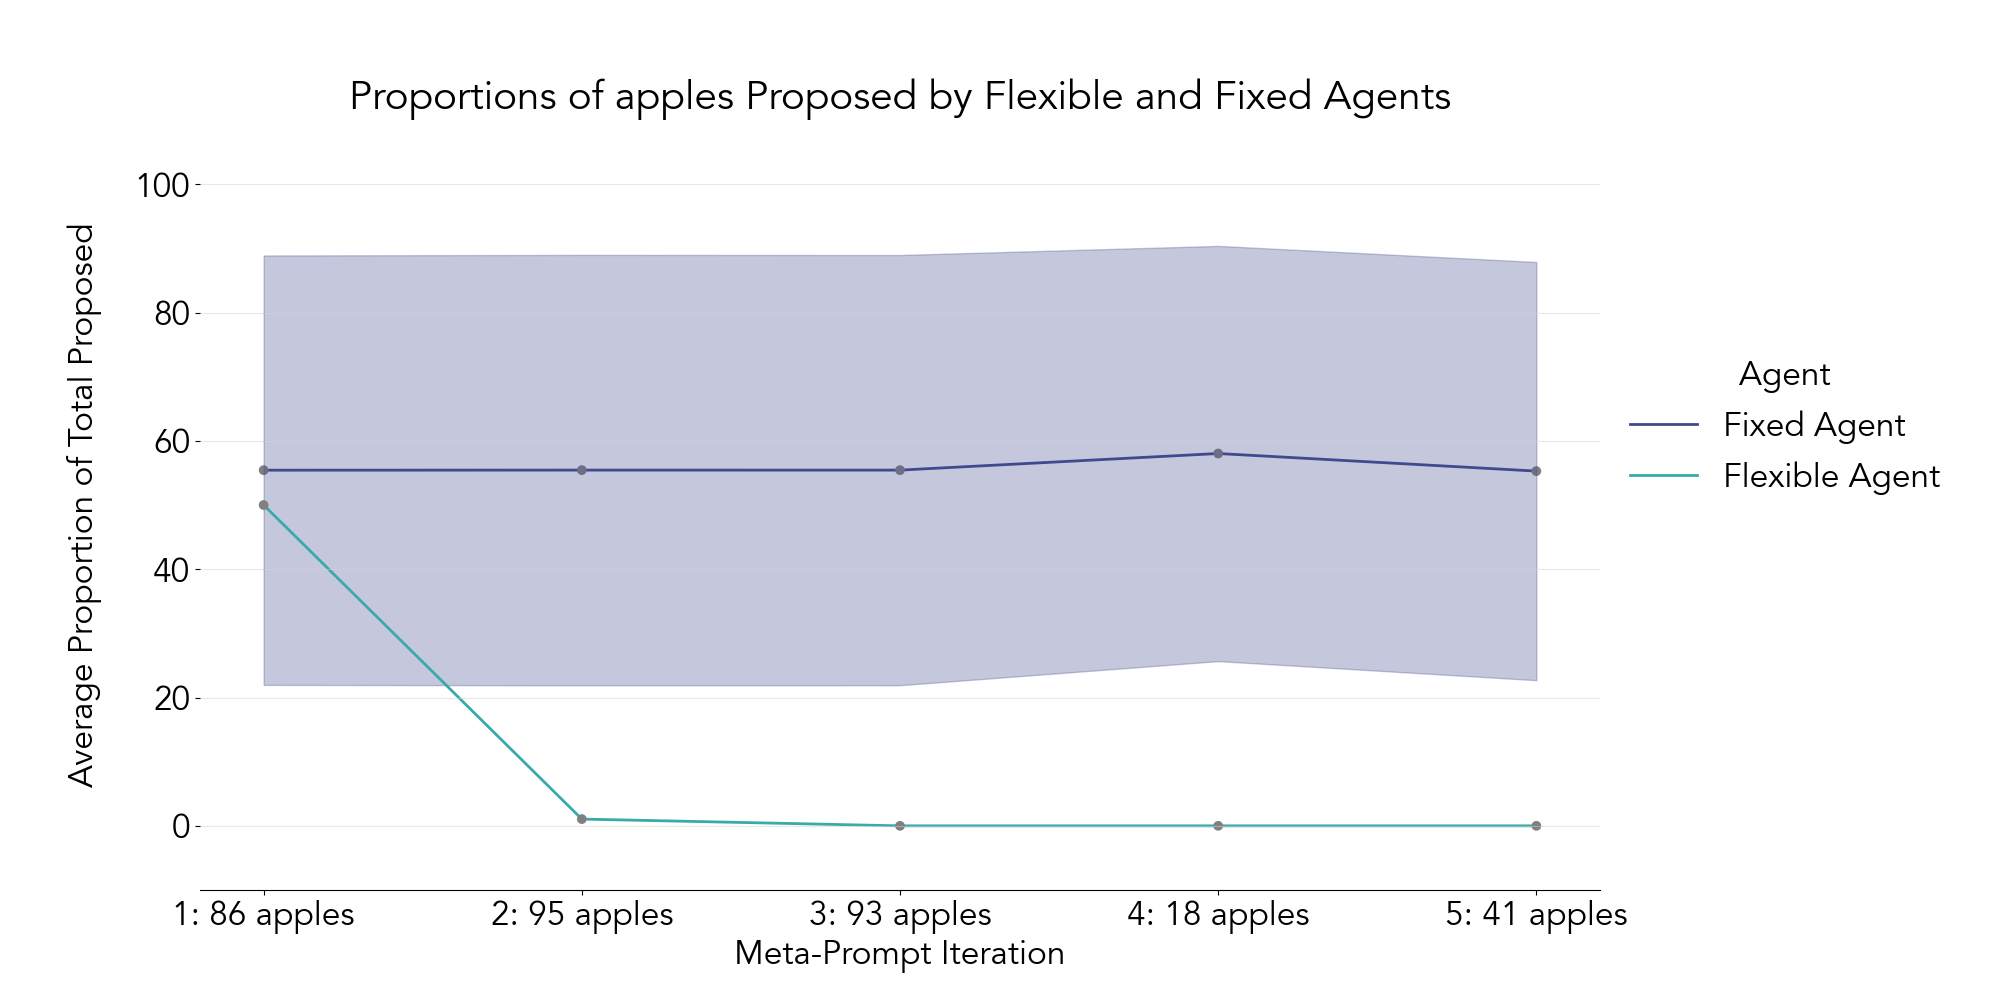 Proportions of apples Proposed by Flexible and Fixed Agents
Average Proportion of Total Proposed
100
80
60
40
20
0
1: 86 apples
2: 95 apples
3: 93 apples
4: 18 apples
5: 41 apples
Meta-Prompt Iteration
Agent
Fixed Agent
Flexible Agent